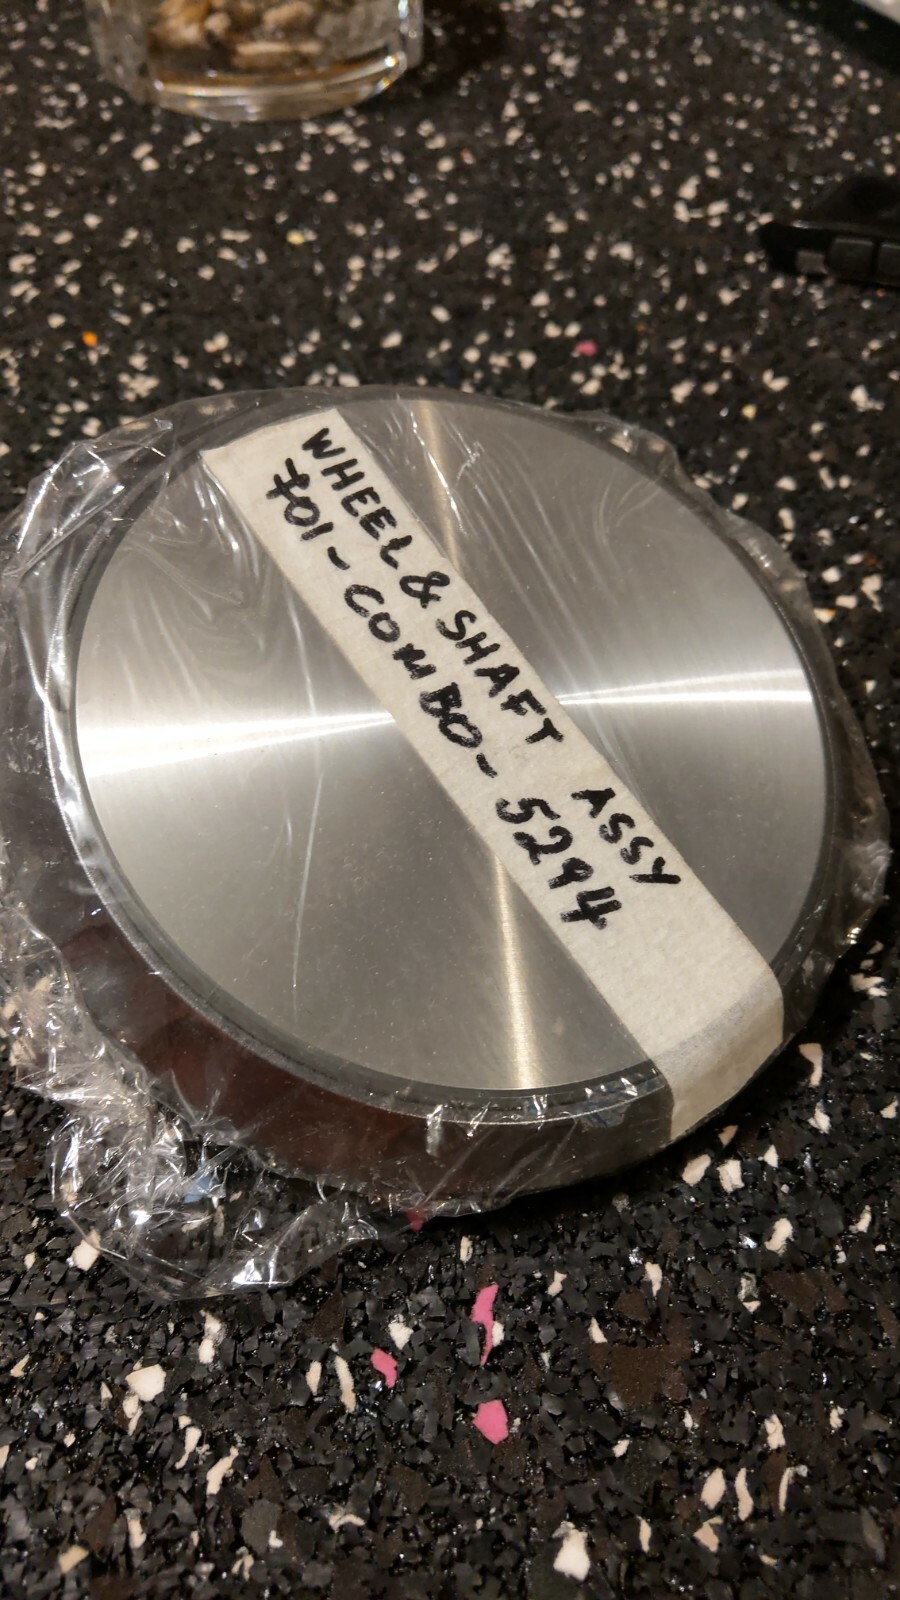 WHEEL & SHAFT ASSY
701-COMBO-5294